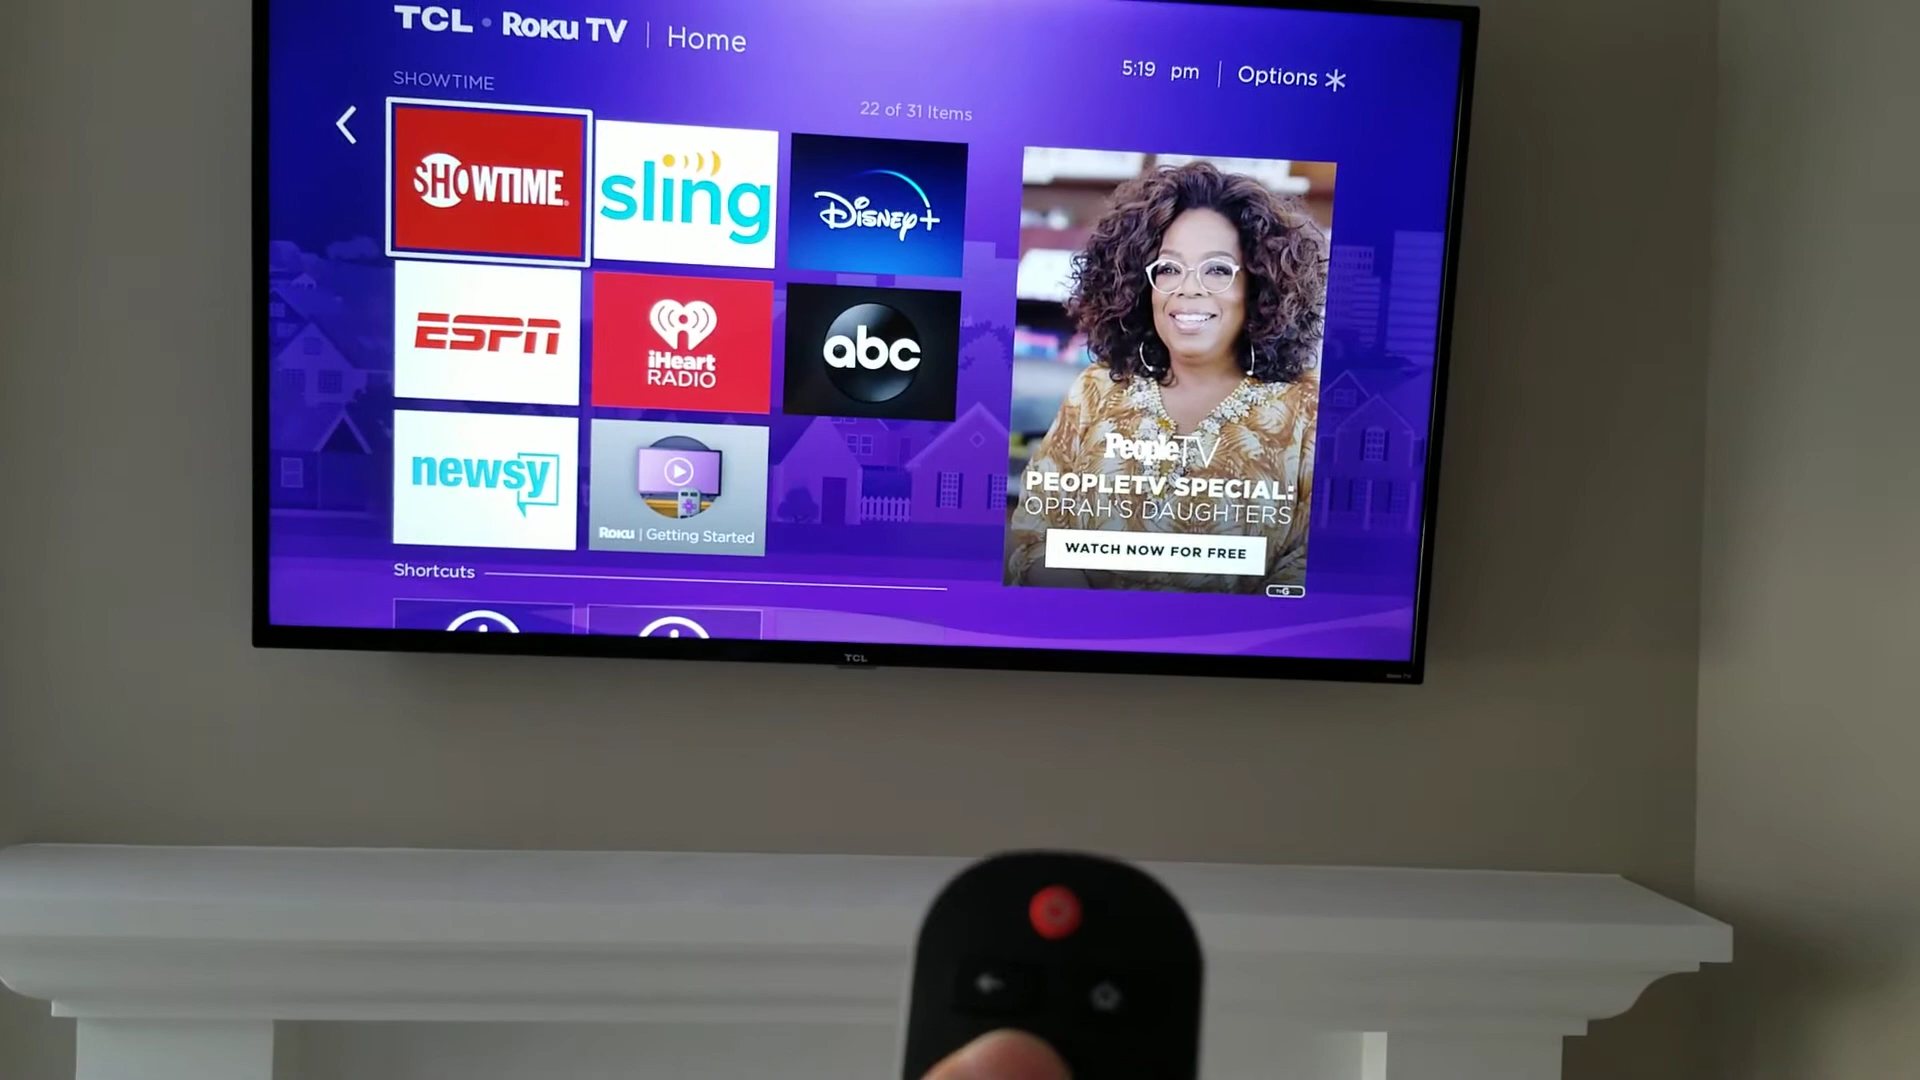 TCL • ROKU TV | Home
5:19 pm | Options
SHOWTIME
22 of 31 Items
SHOWTIME
sling
Disney+
ESPN
iHeart
RADIO
abc
newsy
ROKU | Getting Started
PeopleTV
PEOPLETV SPECIAL:
OPRAH'S DAUGHTERS
WATCH NOW FOR FREE
Shortcuts
TCL